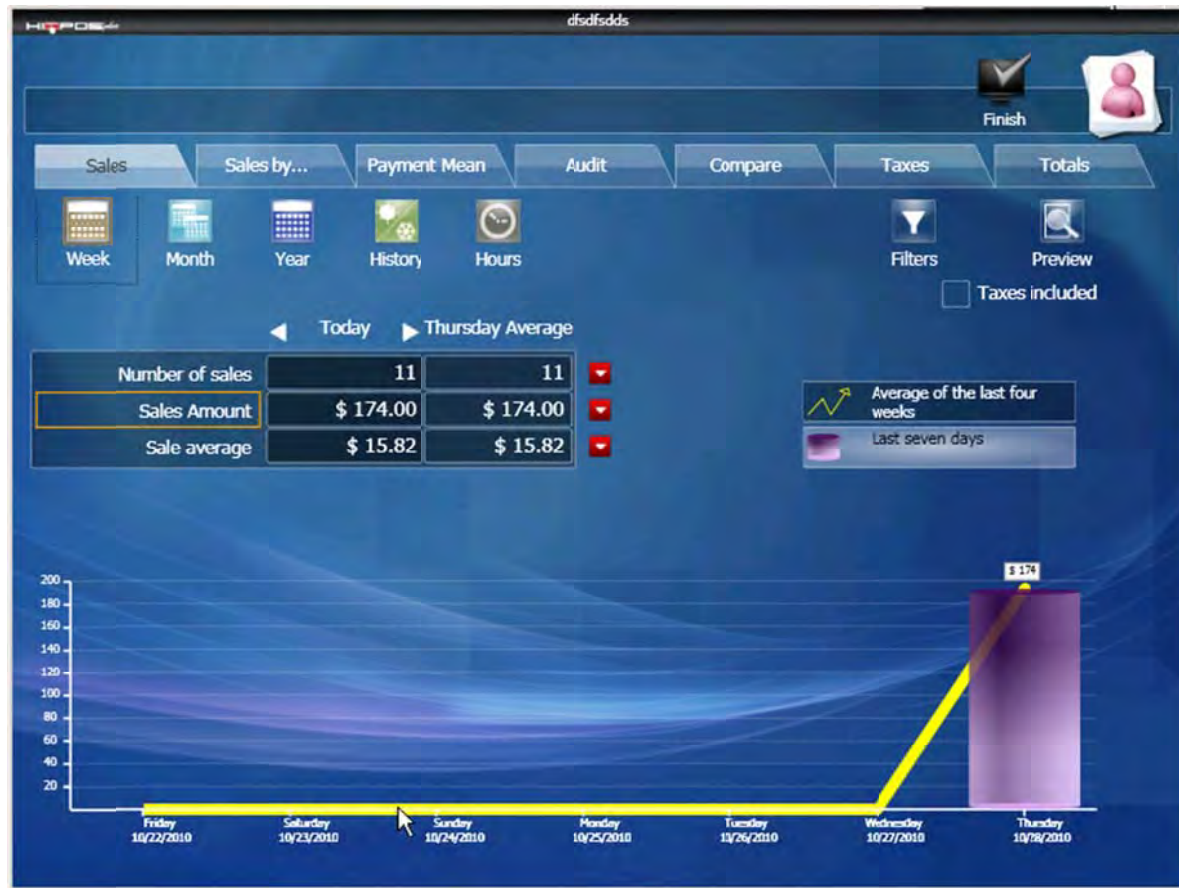 HIOPOS
dfsdfsdds
Finish
Sales Sales by... Payment Mean Audit Compare Taxes Totals
Week Month Year History Hours Filters Preview
Taxes included
Today Thursday Average
Number of sales 11 11
Sales Amount $ 174.00 $ 174.00
Sale average $ 15.82 $ 15.82
Average of the last four
weeks
Last seven days
$ 174
200
180
160
140
120
100
80
60
40
20
Friday Saturday Sunday Monday Tuesday Wednesday Thursday
10/22/2010 10/23/2010 10/24/2010 10/25/2010 10/26/2010 10/27/2010 10/28/2010